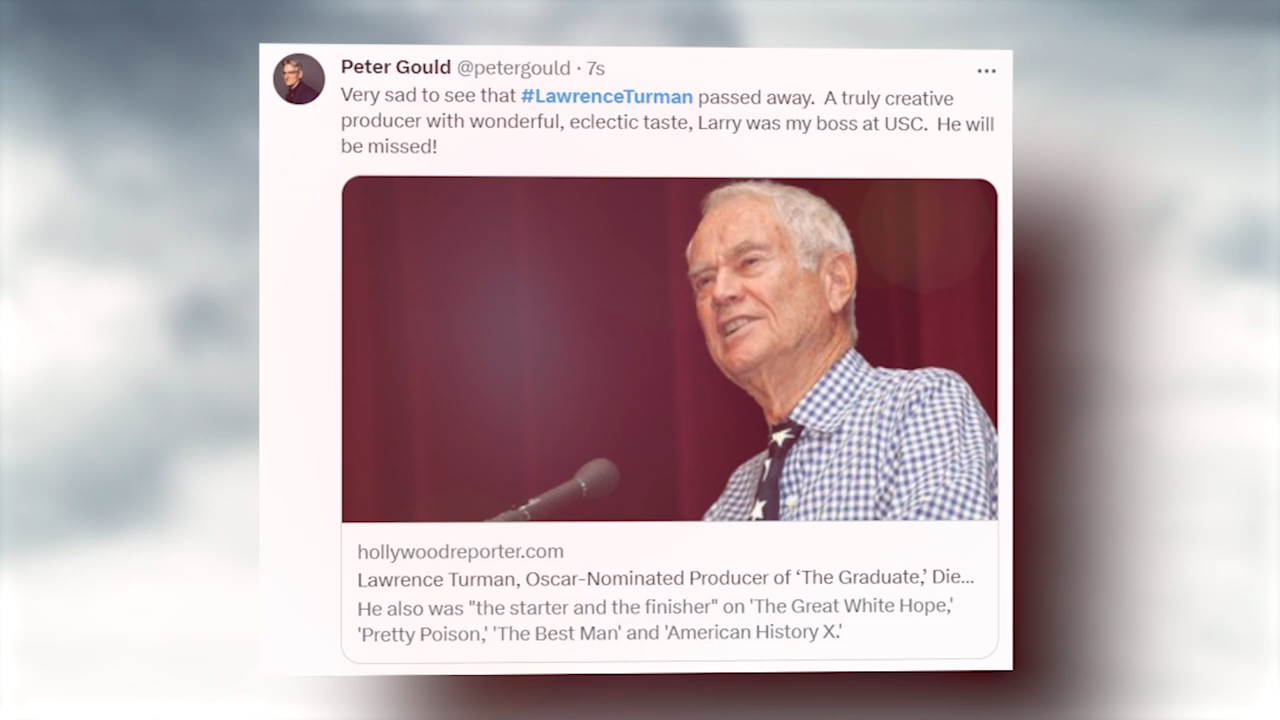 Peter Gould @petergould · 7s
Very sad to see that #LawrenceTurman passed away.  A truly creative
producer with wonderful, eclectic taste, Larry was my boss at USC.  He will
be missed!
hollywoodreporter.com
Lawrence Turman, Oscar-Nominated Producer of ‘The Graduate,’ Die...
He also was "the starter and the finisher" on 'The Great White Hope,'
'Pretty Poison,' 'The Best Man' and 'American History X.'